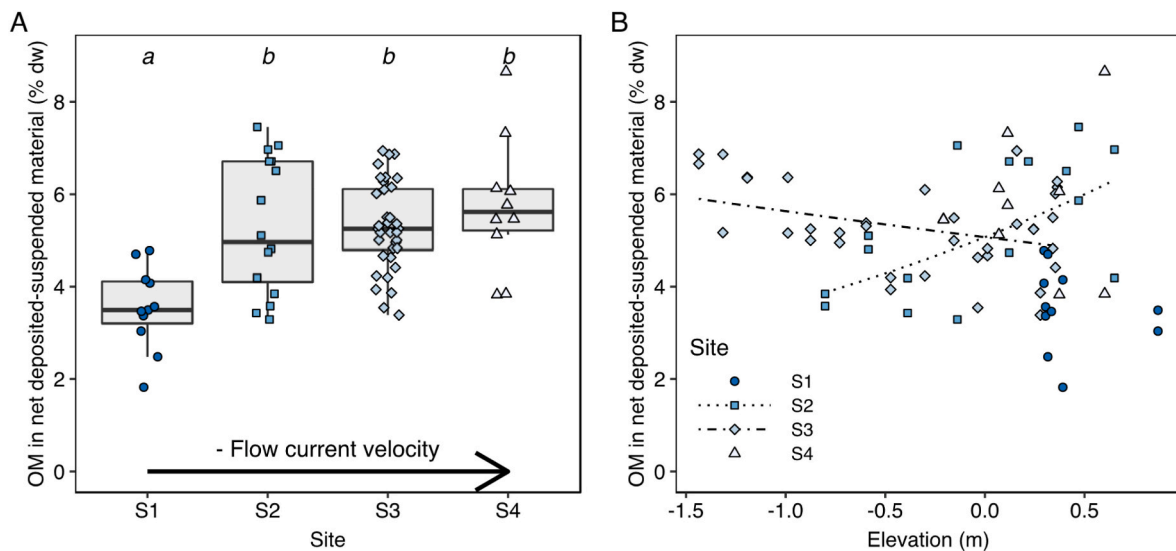 A
OM in net deposited-suspended material (% dw)
8
6
4
2
0
a
b
b
b
- Flow current velocity
S1
S2
S3
S4
Site
B
OM in net deposited-suspended material (% dw)
8
6
4
2
0
Site
S1
S2
S3
S4
-1.5
-1.0
-0.5
0.0
0.5
Elevation (m)